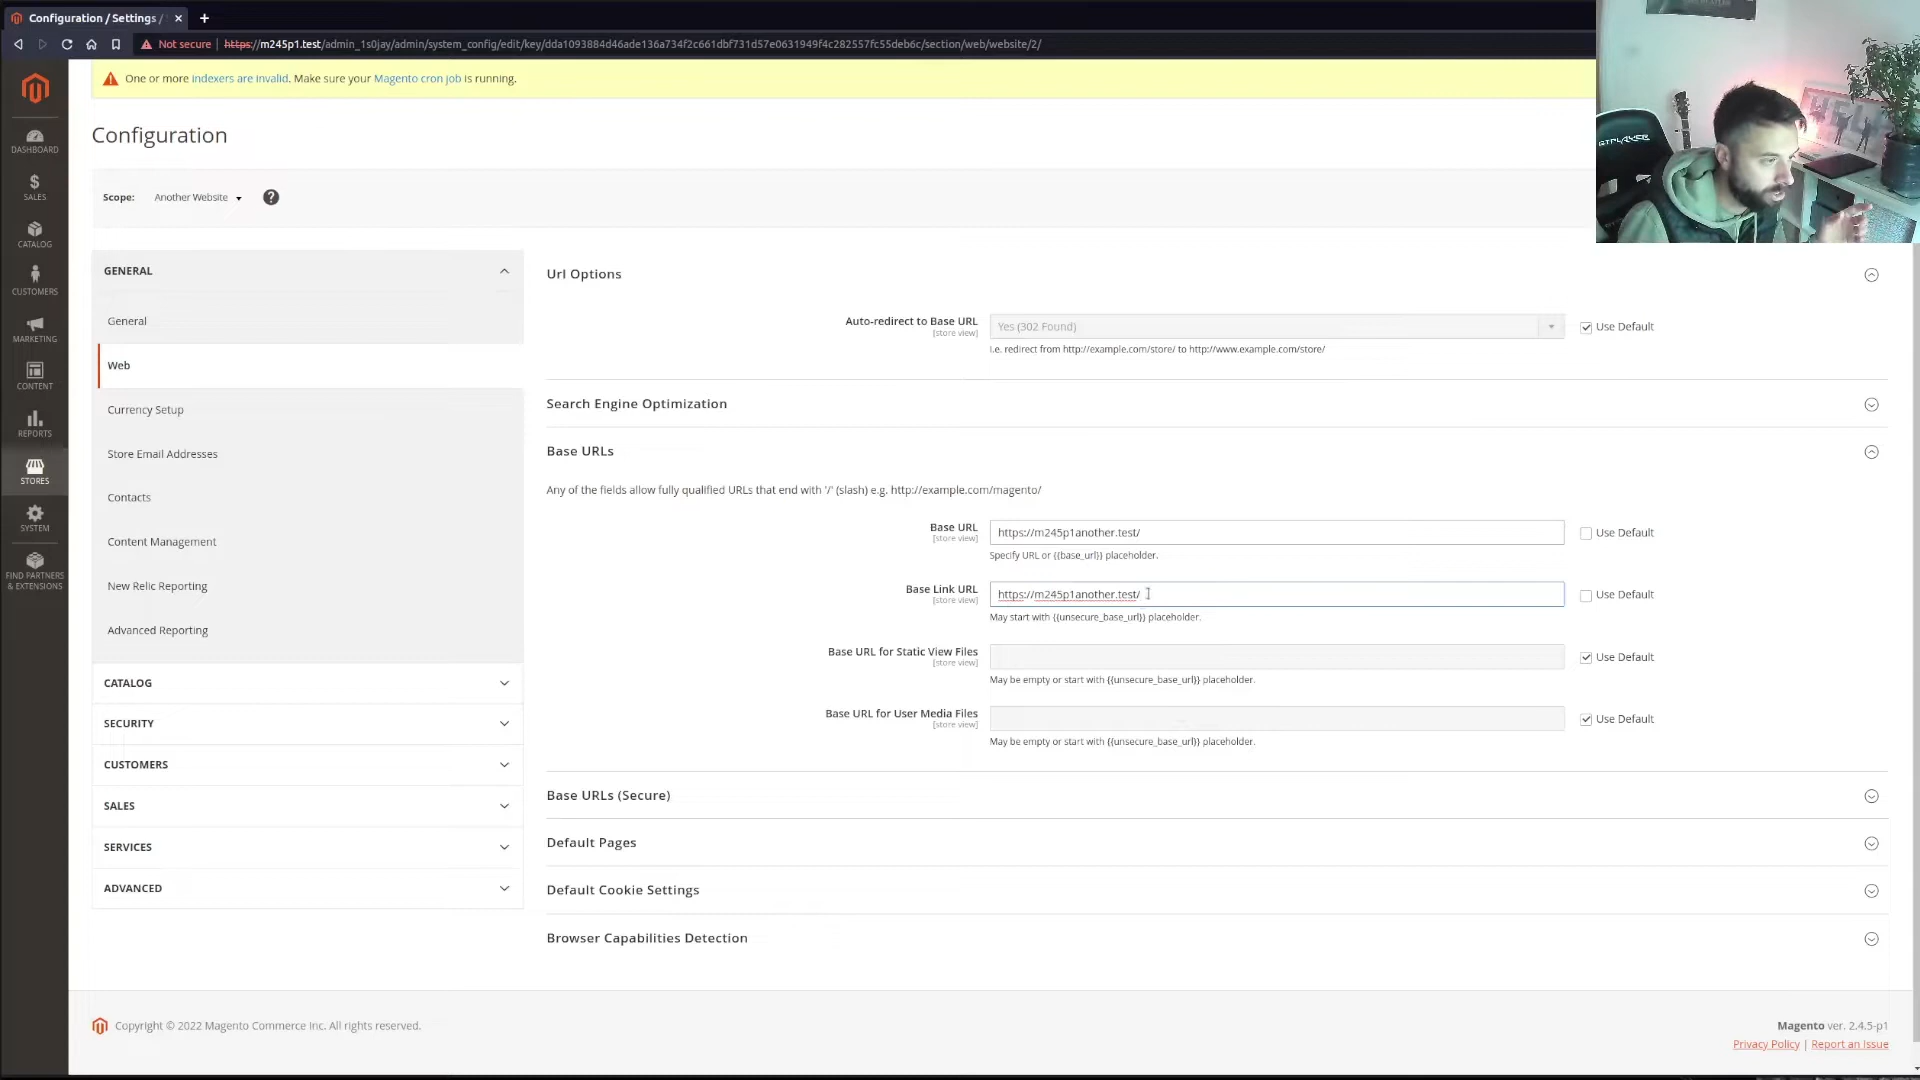 Configuration / Settings /
Not secure
https://m245p1.test/admin_1s0jay/admin/system_config/edit/key/dda1093884d46ade136a734f2c661dbf731d57e0631949f4c282557fc55deb6c/section/web/website/2/
One or more indexers are invalid. Make sure your Magento cron job is running.
Configuration
Scope: Another Website
DASHBOARD
SALES
CATALOG
CUSTOMERS
MARKETING
CONTENT
REPORTS
STORES
SYSTEM
FIND PARTNERS
& EXTENSIONS
GENERAL
General
Web
Currency Setup
Store Email Addresses
Contacts
Content Management
New Relic Reporting
Advanced Reporting
CATALOG
SECURITY
CUSTOMERS
SALES
SERVICES
ADVANCED
Url Options
Auto-redirect to Base URL
[store view]
Yes (302 Found)
Use Default
i.e. redirect from http://example.com/store/ to http://www.example.com/store/
Search Engine Optimization
Base URLs
Any of the fields allow fully qualified URLs that end with '/' (slash) e.g. http://example.com/magento/
Base URL
[store view]
https://m245p1another.test/
Use Default
Specify URL or {{base_url}} placeholder.
Base Link URL
[store view]
https://m245p1another.test/
Use Default
May start with {{unsecure_base_url}} placeholder.
Base URL for Static View Files
[store view]
Use Default
May be empty or start with {{unsecure_base_url}} placeholder.
Base URL for User Media Files
[store view]
Use Default
May be empty or start with {{unsecure_base_url}} placeholder.
Base URLs (Secure)
Default Pages
Default Cookie Settings
Browser Capabilities Detection
Copyright © 2022 Magento Commerce Inc. All rights reserved.
Magento ver. 2.4.5-p1
Privacy Policy | Report an Issue